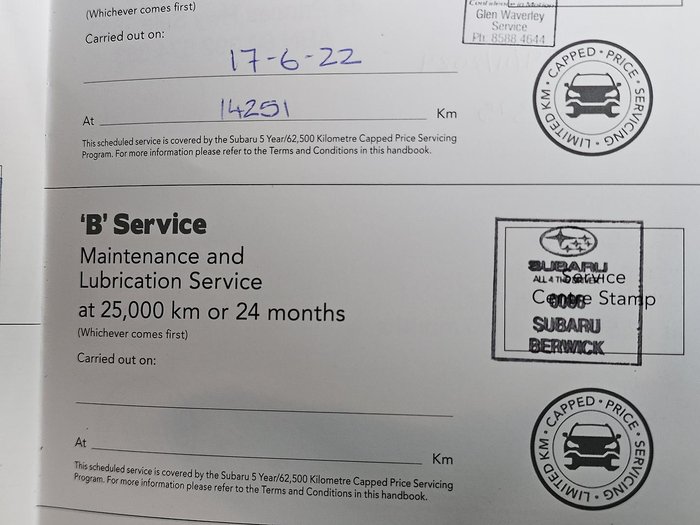 (Whichever comes first)
Confidence in Motion
Glen Waverley
Service
Ph: 8588 4644
Carried out on:
17-6-22
At 14251 Km
This scheduled service is covered by the Subaru 5 Year/62,500 Kilometre Capped Price Servicing
Program. For more information please refer to the Terms and Conditions in this handbook.
LIMITED KM • CAPPED • PRICE • SERVICING •
'B' Service
Maintenance and
Lubrication Service
at 25,000 km or 24 months
(Whichever comes first)
Carried out on:
At Km
This scheduled service is covered by the Subaru 5 Year/62,500 Kilometre Capped Price Servicing
Program. For more information please refer to the Terms and Conditions in this handbook.
Service
Centre Stamp
SUBARU
SUBARU
BERWICK
LIMITED KM • CAPPED • PRICE • SERVICING •